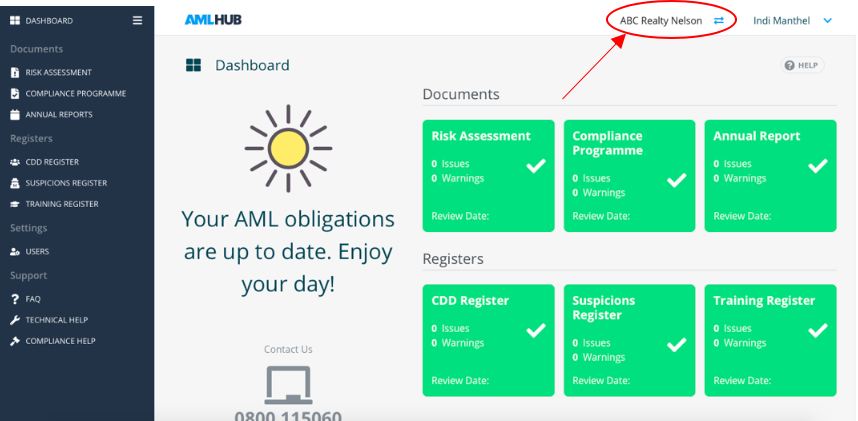 DASHBOARD
Documents
RISK ASSESSMENT
COMPLIANCE PROGRAMME
ANNUAL REPORTS
Registers
CDD REGISTER
SUSPICIONS REGISTER
TRAINING REGISTER
Settings
USERS
Support
FAQ
TECHNICAL HELP
COMPLIANCE HELP
AMLHUB
ABC Realty Nelson
Indi Manthel
Dashboard
HELP
Your AML obligations
are up to date. Enjoy
your day!
Contact Us
0800 115060
Documents
Risk Assessment
0 Issues
0 Warnings
Review Date:
Compliance
Programme
0 Issues
0 Warnings
Review Date:
Annual Report
0 Issues
0 Warnings
Review Date:
Registers
CDD Register
0 Issues
0 Warnings
Review Date:
Suspicions
Register
0 Issues
0 Warnings
Review Date:
Training Register
0 Issues
0 Warnings
Review Date: